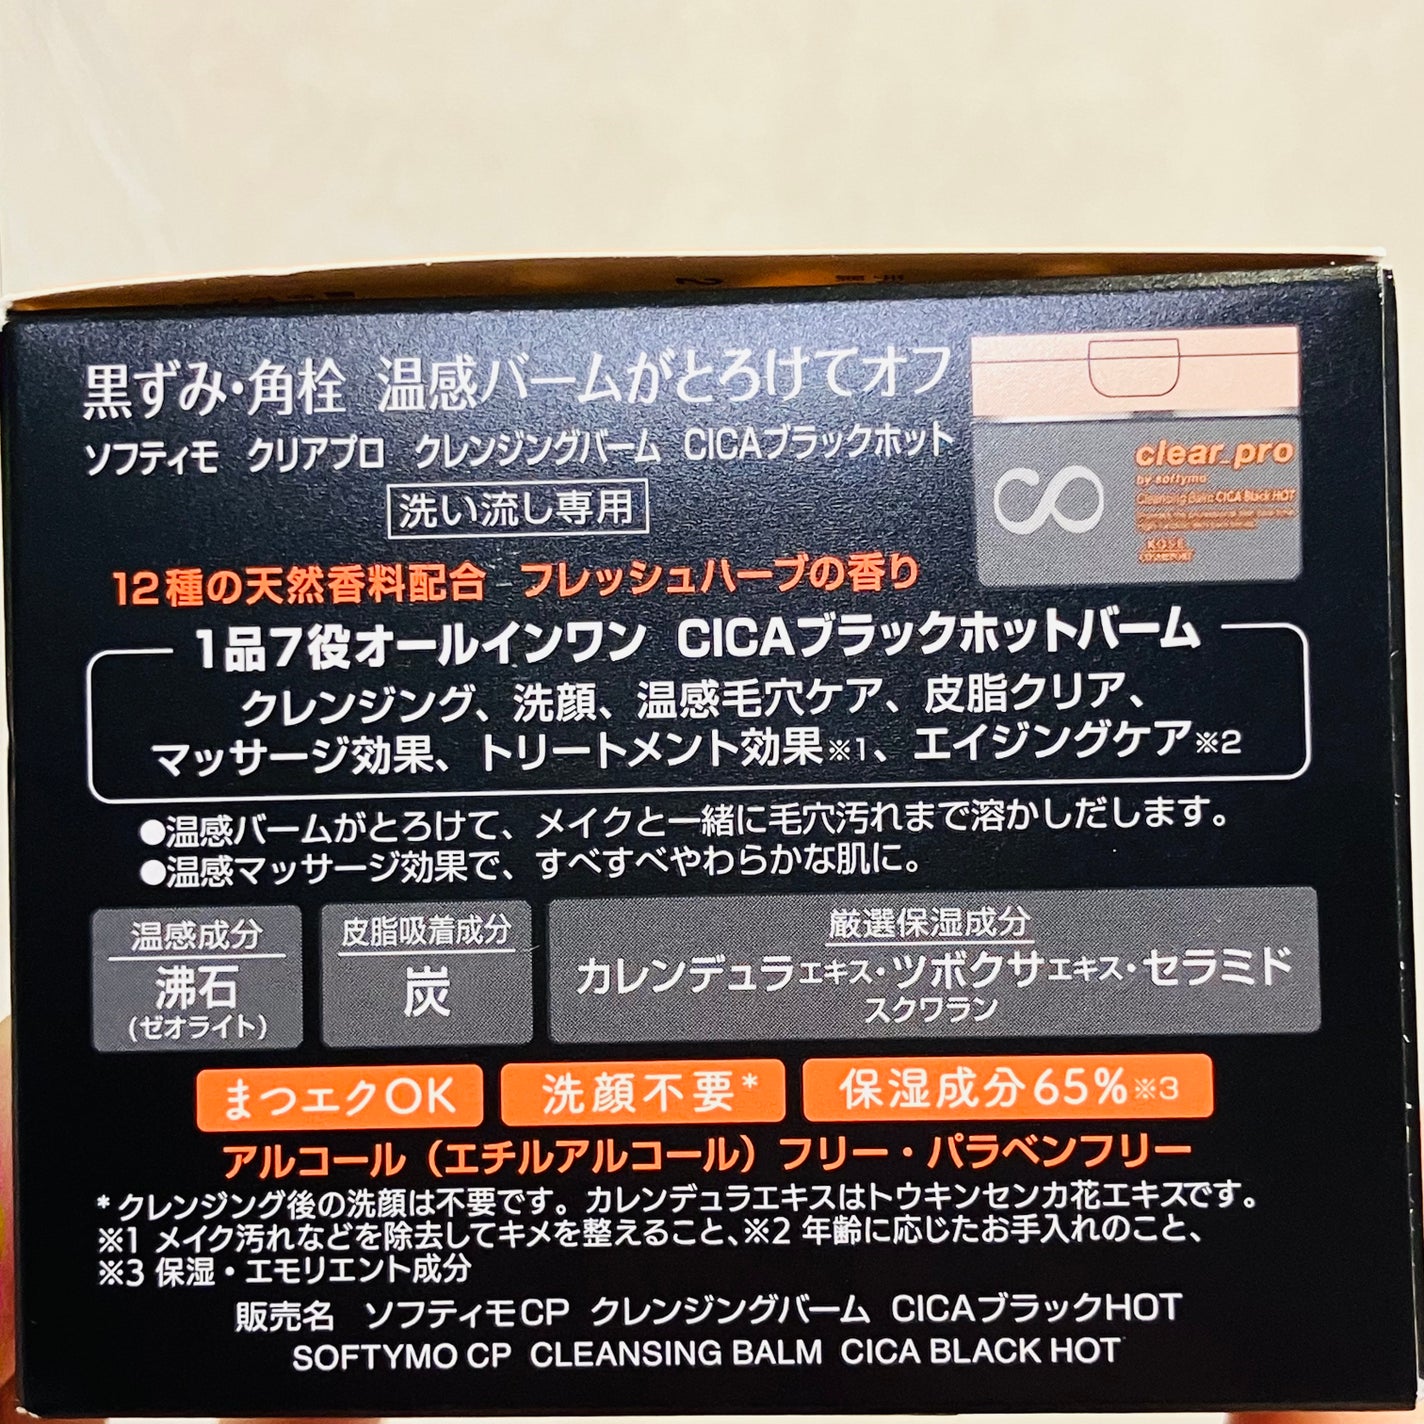 黒ずみ・角栓 温感バームがとろけてオフ
ソフティモ クリアプロ クレンジングバーム CICAブラックホット
洗い流し専用
clear_pro
by softymo
Cleansing Balm CICA Black HOT
KOSÉ
COSMEPORT
12種の天然香料配合 フレッシュハーブの香り
1品7役オールインワン CICAブラックホットバーム
クレンジング、洗顔、温感毛穴ケア、皮脂クリア、
マッサージ効果、トリートメント効果※1、エイジングケア※2
●温感バームがとろけて、メイクと一緒に毛穴汚れまで溶かしだします。
●温感マッサージ効果で、すべすべやわらかな肌に。
温感成分
沸石
(ゼオライト)
皮脂吸着成分
炭
厳選保湿成分
カレンデュラエキス・ツボクサエキス・セラミド
スクワラン
まつエクOK
洗顔不要*
保湿成分65%※3
アルコール（エチルアルコール）フリー・パラベンフリー
*クレンジング後の洗顔は不要です。カレンデュラエキスはトウキンセンカ花エキスです。
※1 メイク汚れなどを除去してキメを整えること、※2 年齢に応じたお手入れのこと、
※3 保湿・エモリエント成分
販売名 ソフティモCP クレンジングバーム CICAブラックHOT
SOFTYMO CP CLEANSING BALM CICA BLACK HOT